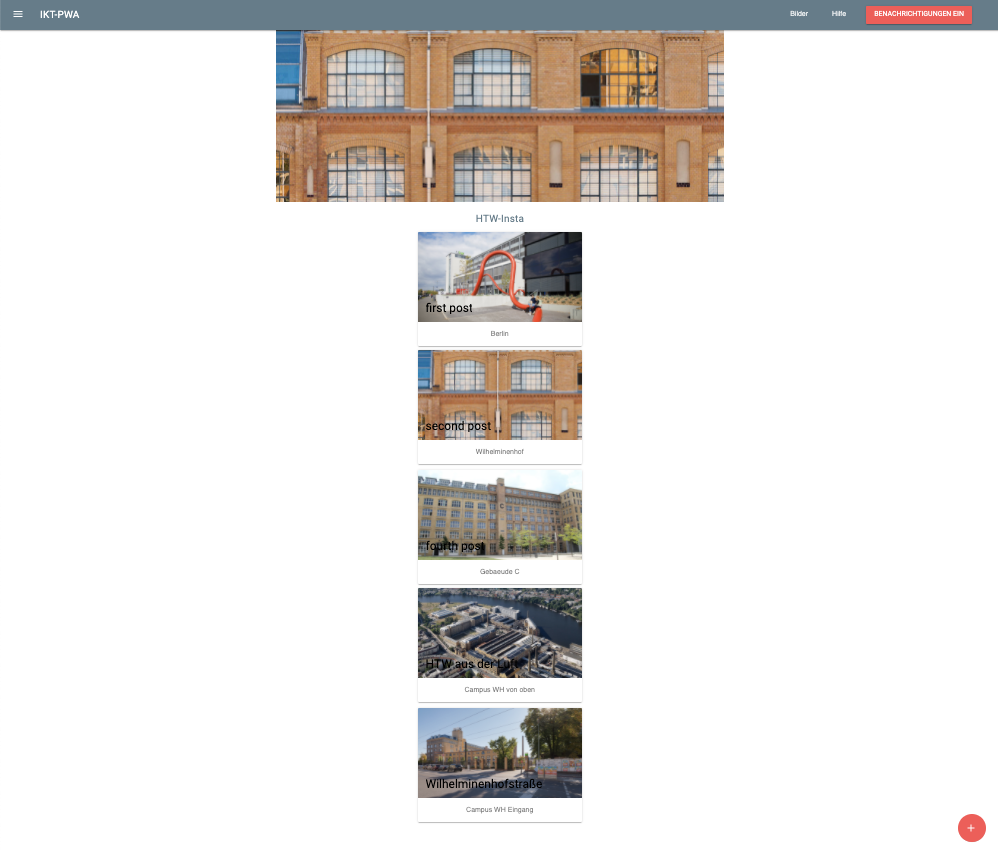 IKT-PWA
Bilder
Hilfe
BENACHRICHTIGUNGEN EIN
HTW-Insta
first post
Berlin
second post
Wilhelminenhof
fourth post
Gebaeude C
HTW aus der Luft
Campus WH von oben
Wilhelminenhofstraße
Campus WH Eingang